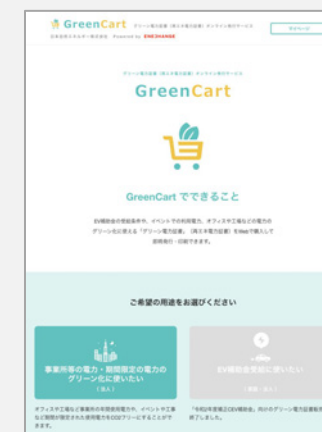 GreenCart グリーン電力証書（再エネ電力証書）オンライン発行サービス
日本自然エネルギー株式会社 Powered by ENECHANGE
マイページ
グリーン電力証書（再エネ電力証書）オンライン発行サービス
GreenCart
GreenCart でできること
EV補助金の受給条件や、イベントでの利用電力、オフィスや工場などの電力の
グリーン化に使える「グリーン電力証書」（再エネ電力証書）をWebで購入して
即時発行・印刷できます。
ご希望の用途をお選びください
事業所等の電力・期間限定の電力の
グリーン化に使いたい
（法人）
EV補助金受給に使いたい
（家庭・法人）
オフィスや工場など事業所の年間使用電力や、イベントや工事
など期間が限定された使用電力をCO2フリーにすることがで
きます。
「令和2年度補正CEV補助金」向けのグリーン電力証書販売
終了しました。